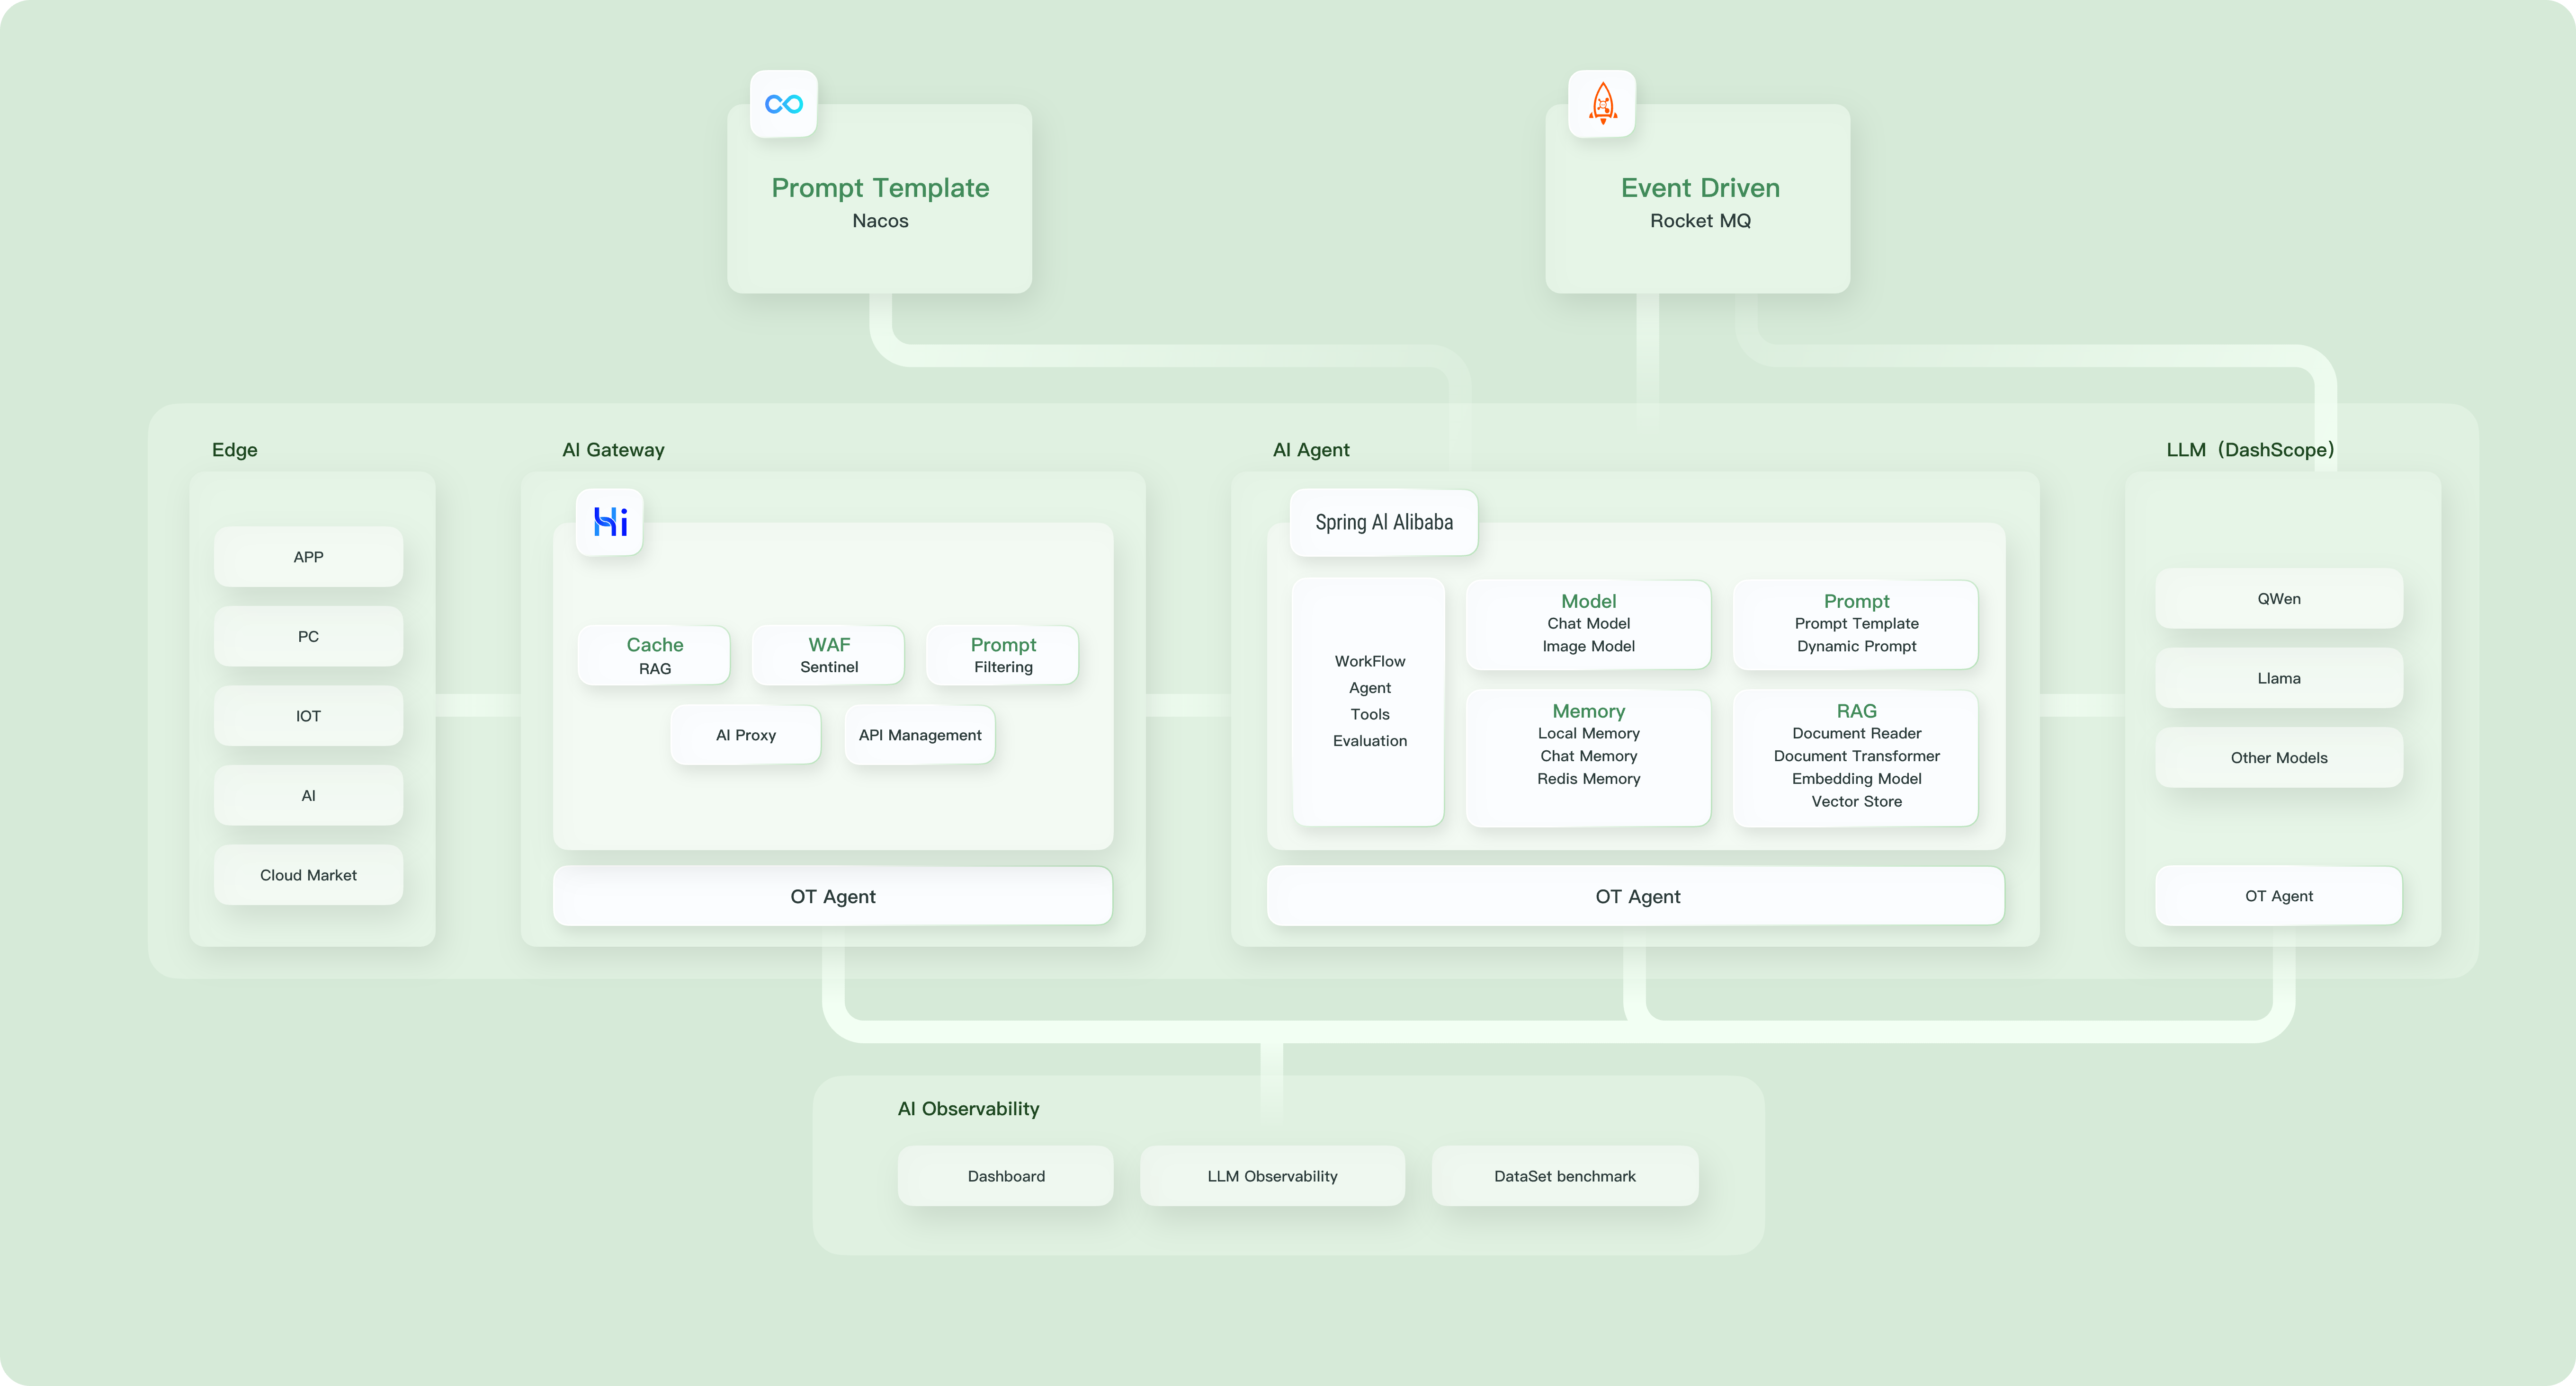 Prompt Template
Nacos
Event Driven
Rocket MQ
Edge
APP
PC
IOT
AI
Cloud Market
AI Gateway
Hi
Cache
RAG
WAF
Sentinel
Prompt
Filtering
AI Proxy
API Management
OT Agent
AI Agent
Spring AI Alibaba
WorkFlow
Agent
Tools
Evaluation
Model
Chat Model
Image Model
Prompt
Prompt Template
Dynamic Prompt
Memory
Local Memory
Chat Memory
Redis Memory
RAG
Document Reader
Document Transformer
Embedding Model
Vector Store
OT Agent
LLM（DashScope）
QWen
Llama
Other Models
OT Agent
AI Observability
Dashboard
LLM Observability
DataSet benchmark